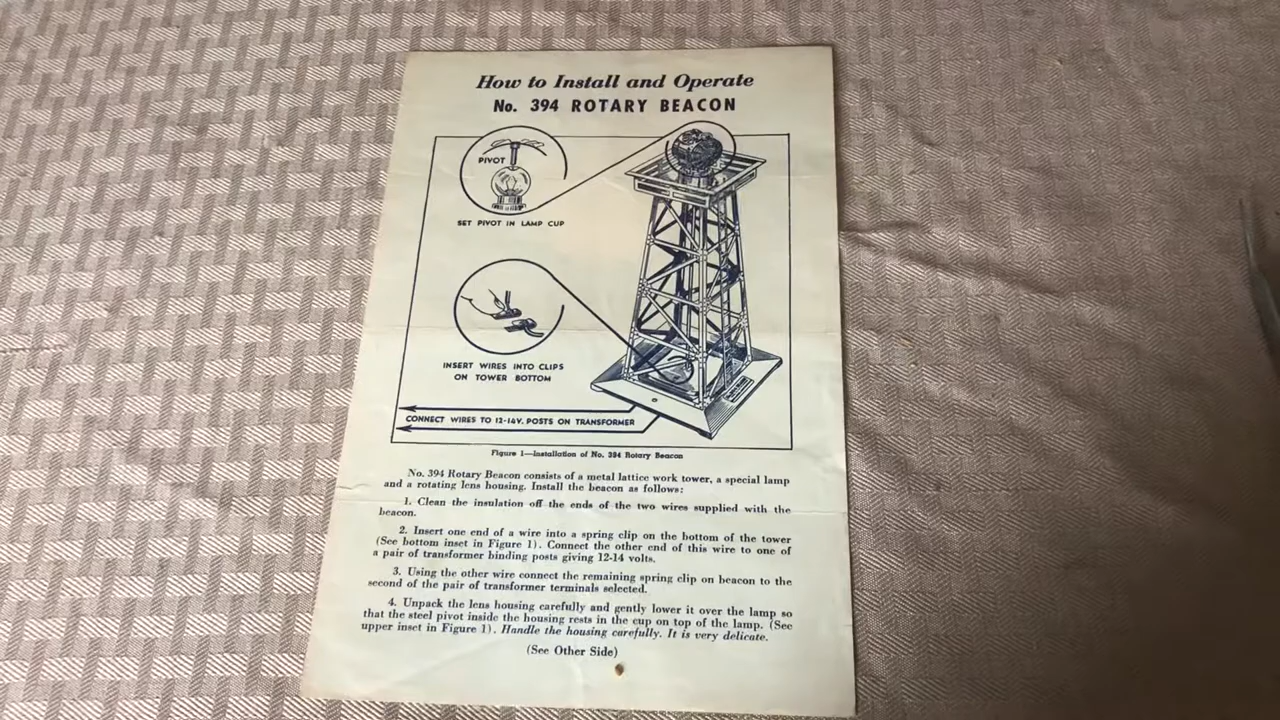 How to Install and Operate
No. 394 ROTARY BEACON
PIVOT
SET PIVOT IN LAMP CUP
INSERT WIRES INTO CLIPS
ON TOWER BOTTOM
CONNECT WIRES TO 12-14V. POSTS ON TRANSFORMER
Figure 1—Installation of No. 394 Rotary Beacon
No. 394 Rotary Beacon consists of a metal lattice work tower, a special lamp
and a rotating lens housing. Install the beacon as follows:
1. Clean the insulation off the ends of the two wires supplied with the
beacon.
2. Insert one end of a wire into a spring clip on the bottom of the tower
(See bottom inset in Figure 1). Connect the other end of this wire to one of
a pair of transformer binding posts giving 12-14 volts.
3. Using the other wire connect the remaining spring clip on beacon to the
second of the pair of transformer terminals selected.
4. Unpack the lens housing carefully and gently lower it over the lamp so
that the steel pivot inside the housing rests in the cup on top of the lamp. (See
upper inset in Figure 1). Handle the housing carefully. It is very delicate.
(See Other Side)